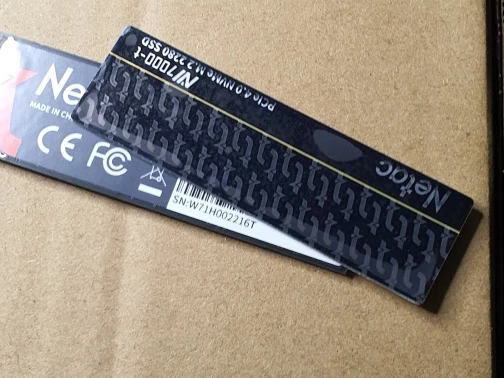 NV7000-t
PCIe 4.0 NVMe M.2 2280 SSD
Netac
Ne
MADE IN CH
CE FC
SN:W71H002216T